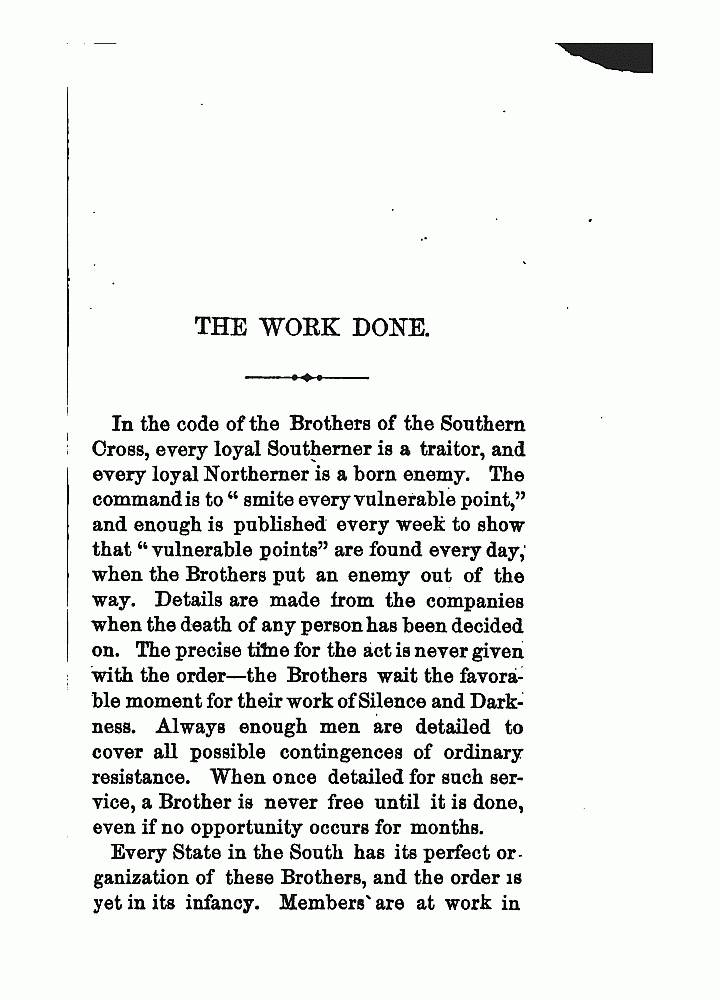 THE WORK DONE.
In the code of the Brothers of the Southern
Cross, every loyal Southerner is a traitor, and
every loyal Northerner is a born enemy. The
command is to “ smite every vulnerable point,”
and enough is published every week to show
that “ vulnerable points” are found every day,
when the Brothers put an enemy out of the
way. Details are made from the companies
when the death of any person has been decided
on. The precise time for the act is never given
with the order—the Brothers wait the favora-
ble moment for their work of Silence and Dark-
ness. Always enough men are detailed to
cover all possible contingences of ordinary
resistance. When once detailed for such ser-
vice, a Brother is never free until it is done,
even if no opportunity occurs for months.
Every State in the South has its perfect or-
ganization of these Brothers, and the order is
yet in its infancy. Members are at work in